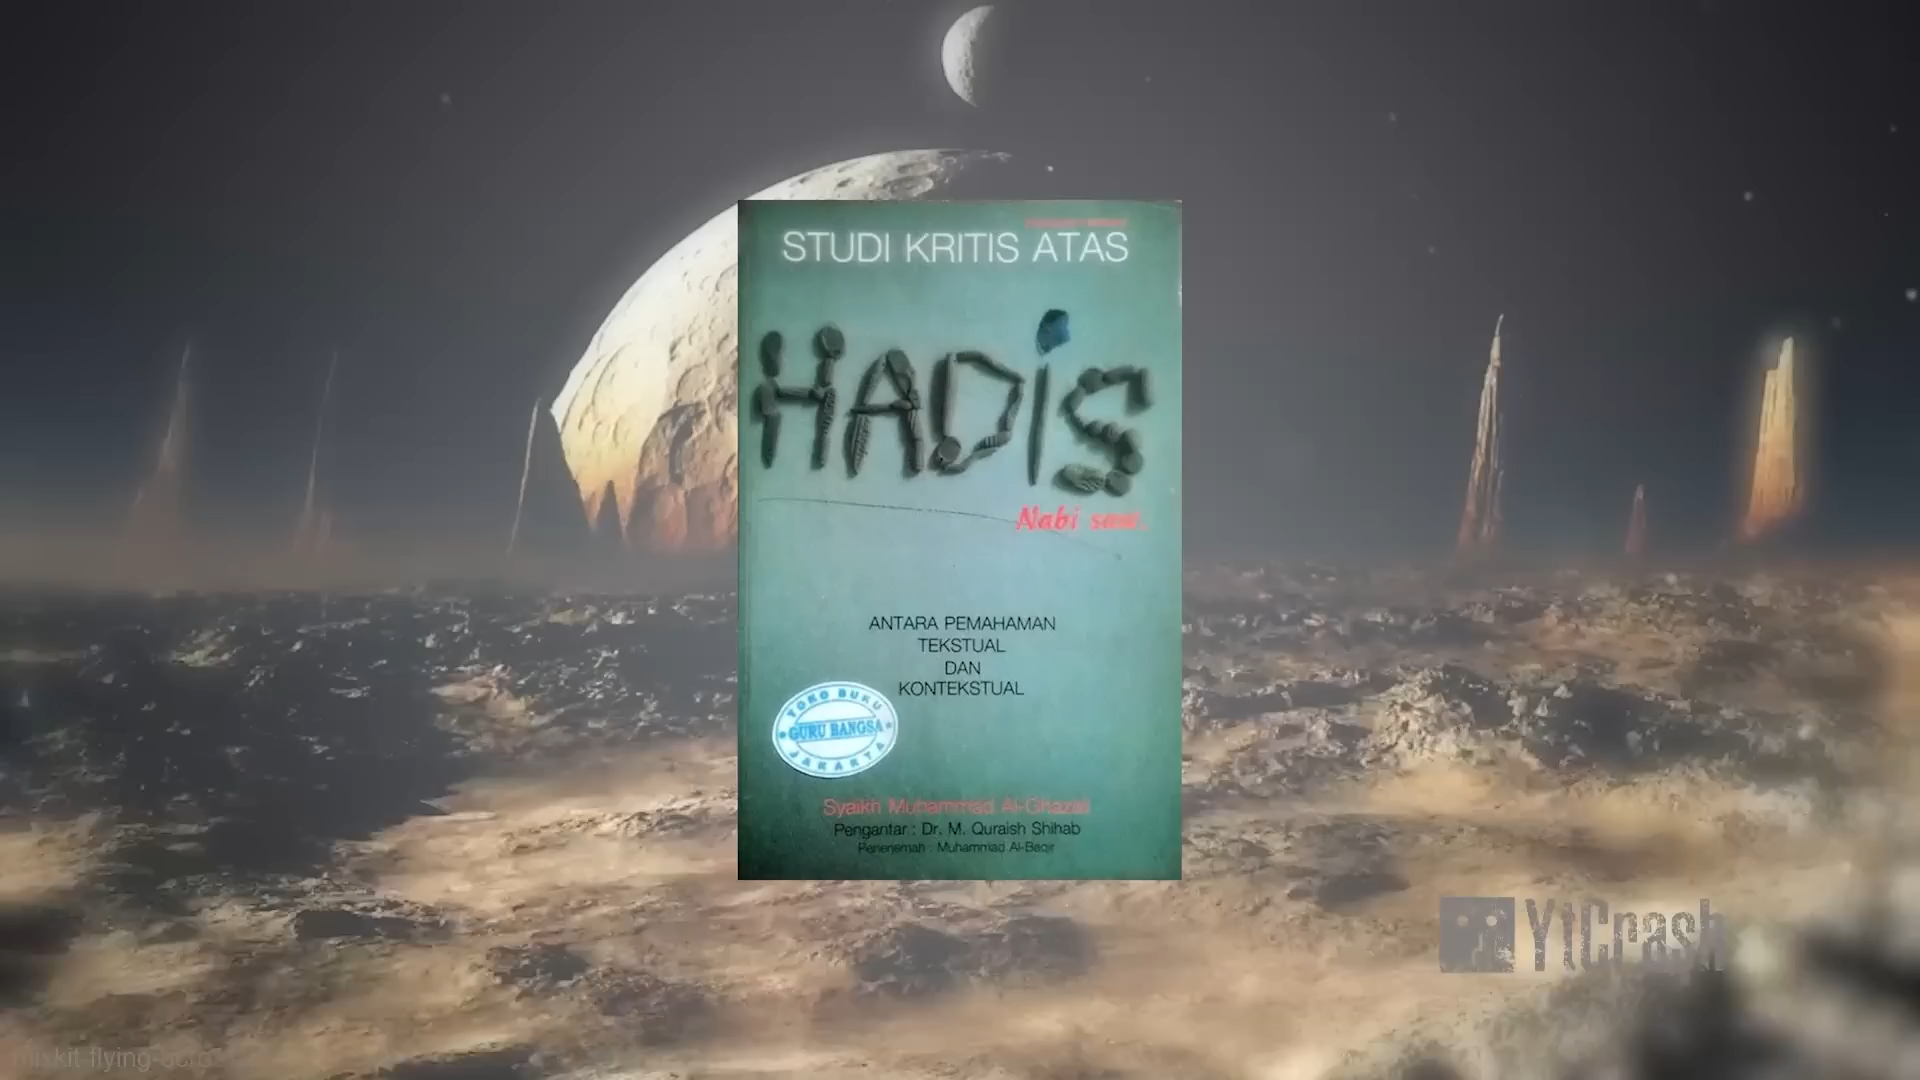 STUDI KRITIS ATAS
HADIS
Nabi saw.
ANTARA PEMAHAMAN
TEKSTUAL
DAN
KONTEKSTUAL
TOKO BUKU
GURU BANGSA
JAKARTA
Syaikh Muhammad Al-Ghazali
Pengantar : Dr. M. Quraish Shihab
Penerjemah : Muhammad Al-Baqir
YtCrash